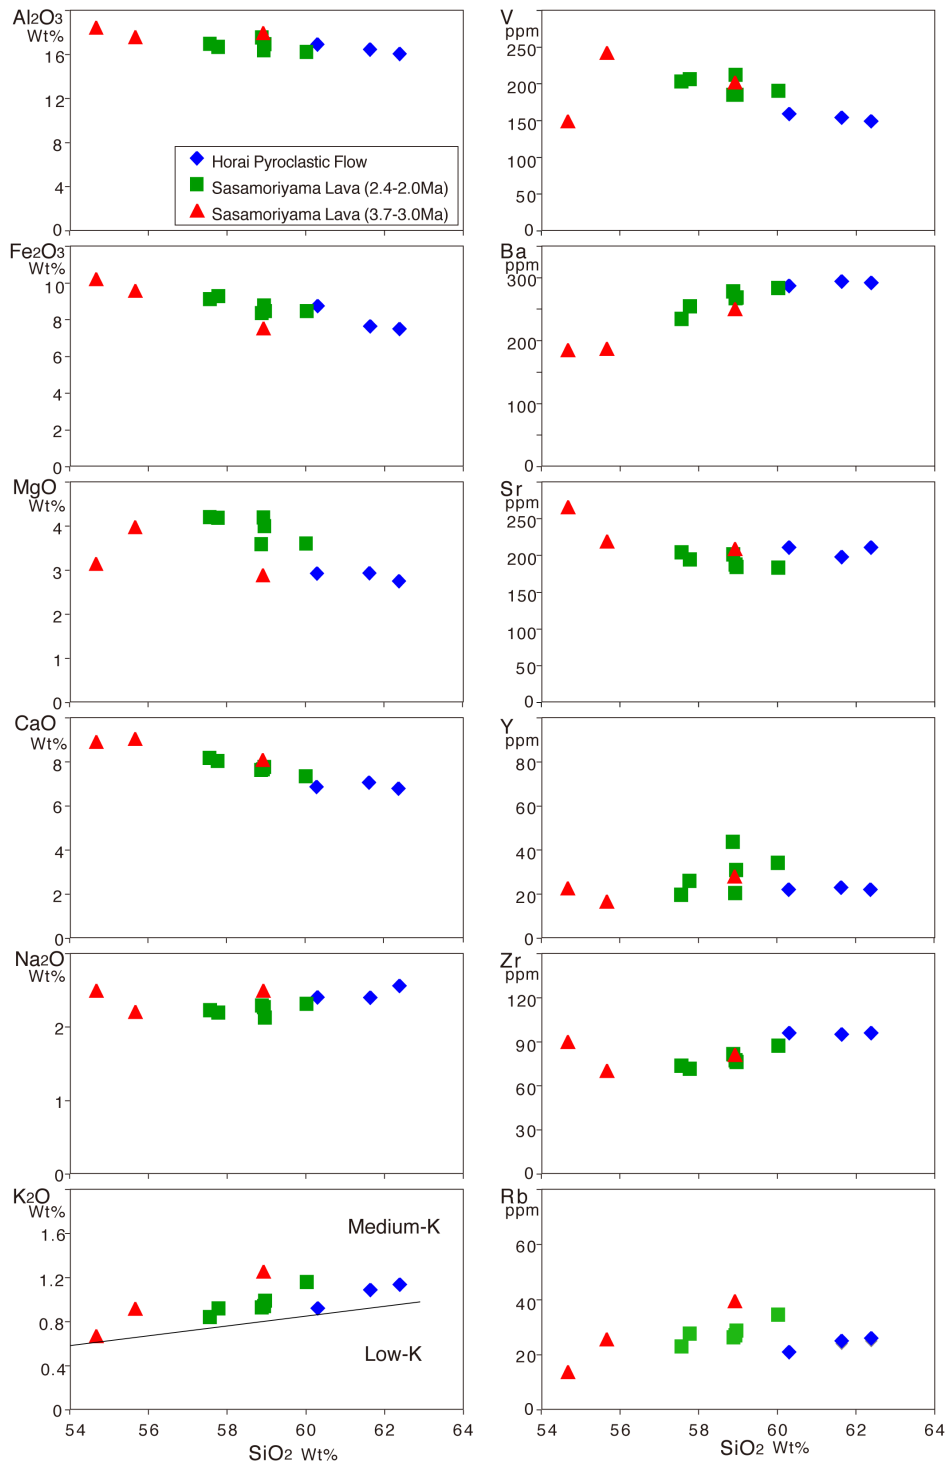 Al2O3
Wt%
16
12
8
4
0
Horai Pyroclastic Flow
Sasamoriyama Lava (2.4-2.0Ma)
Sasamoriyama Lava (3.7-3.0Ma)
V
ppm
250
200
150
100
50
0
Fe2O3
Wt%
10
8
6
4
2
0
Ba
ppm
300
200
100
0
MgO
Wt%
4
3
2
1
0
Sr
ppm
250
200
150
100
50
0
CaO
Wt%
8
6
4
2
0
Y
ppm
80
60
40
20
0
Na2O
Wt%
2
1
0
Zr
ppm
120
90
60
30
0
K2O
Wt%
1.6
1.2
0.8
0.4
0
Medium-K
Low-K
54 56 58 60 62 64
SiO2 Wt%
Rb
ppm
60
40
20
0
54 56 58 60 62 64
SiO2 Wt%